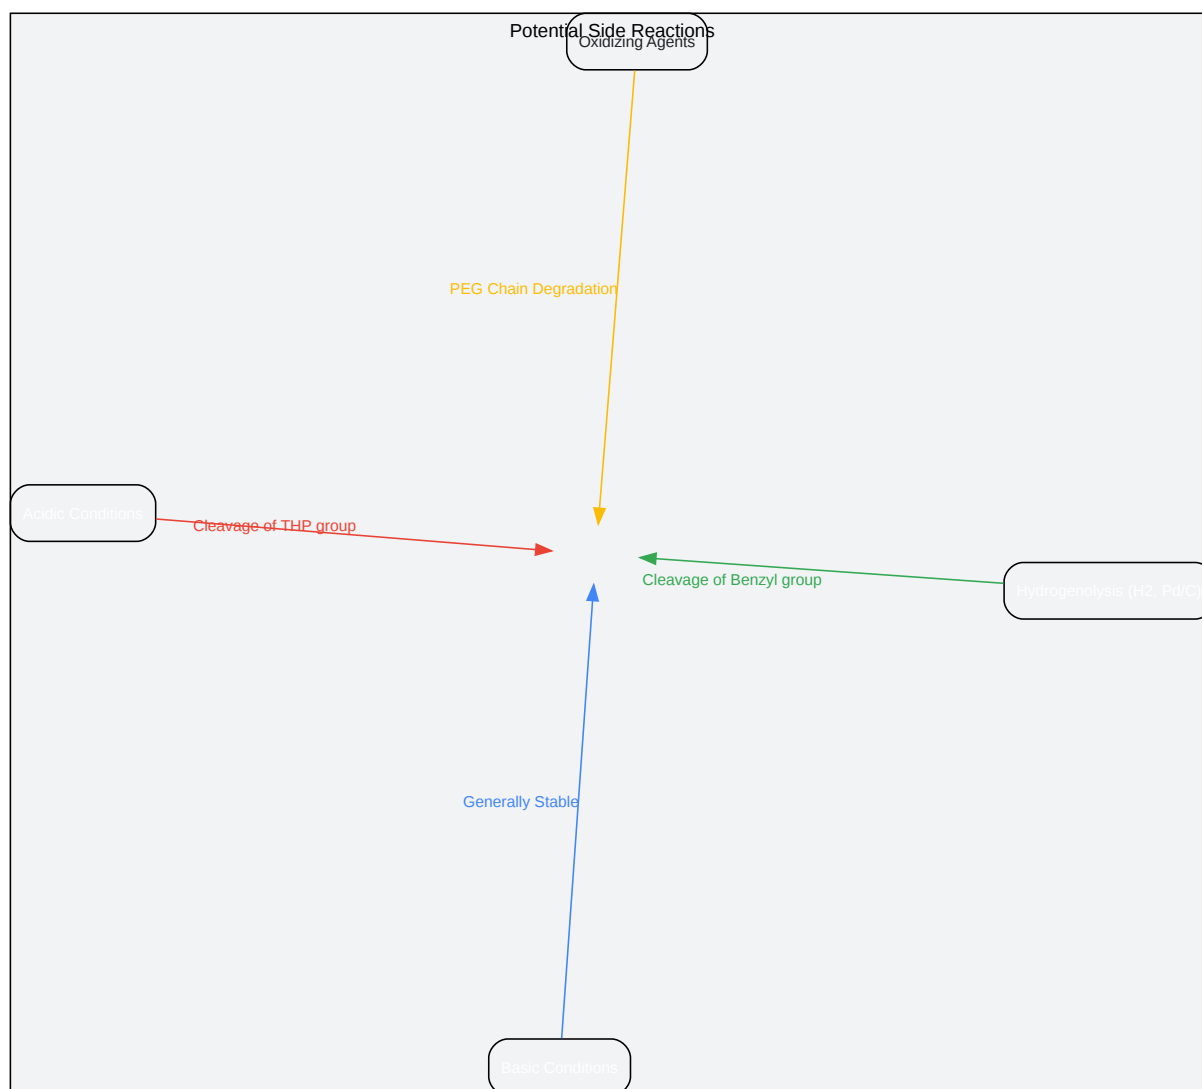 Potential Side Reactions
Oxidizing Agents
PEG Chain Degradation
Acidic Conditions
Cleavage of THP group
Cleavage of Benzyl group
Hydrogenolysis (H2, Pd/C)
Generally Stable
Basic Conditions